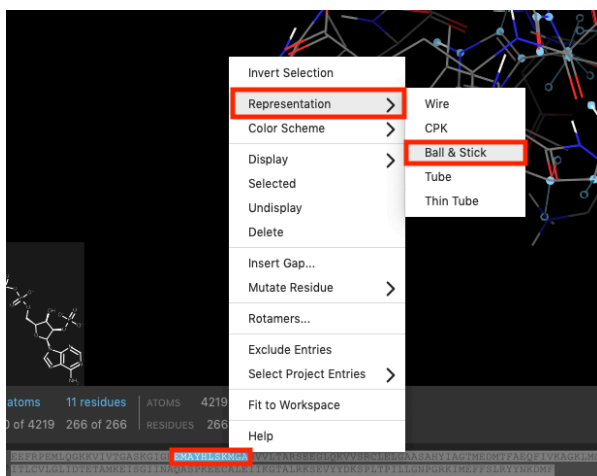 Invert Selection
Representation
Color Scheme
Display
Selected
Undisplay
Delete
Insert Gap...
Mutate Residue
Rotamers...
Exclude Entries
Select Project Entries
Fit to Workspace
Help
Wire
CPK
Ball & Stick
Tube
Thin Tube
atoms 11 residues ATOMS 4219
0 of 4219 266 of 266 RESIDUES 266
EMAYHLSKMGA